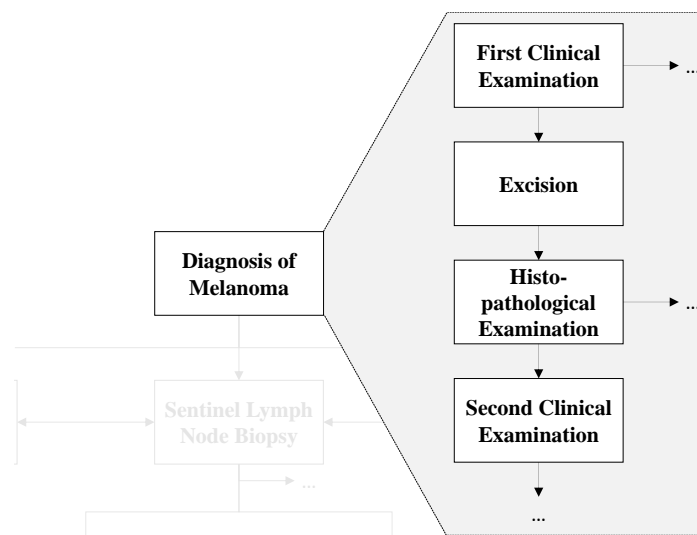 First Clinical
Examination
...
Excision
Diagnosis of
Melanoma
Histo-
pathological
Examination
...
Sentinel Lymph
Node Biopsy
...
Second Clinical
Examination
...